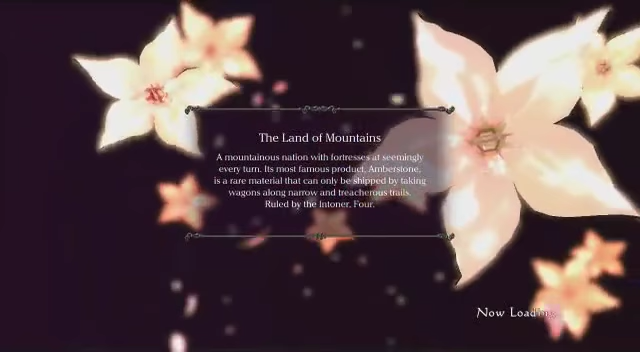 The Land of Mountains
A mountainous nation with fortresses at seemingly
every turn. Its most famous product, Amberstone,
is a rare material that can only be shipped by taking
wagons along narrow and treacherous trails.
Ruled by the Intoner, Four.
Now Loading